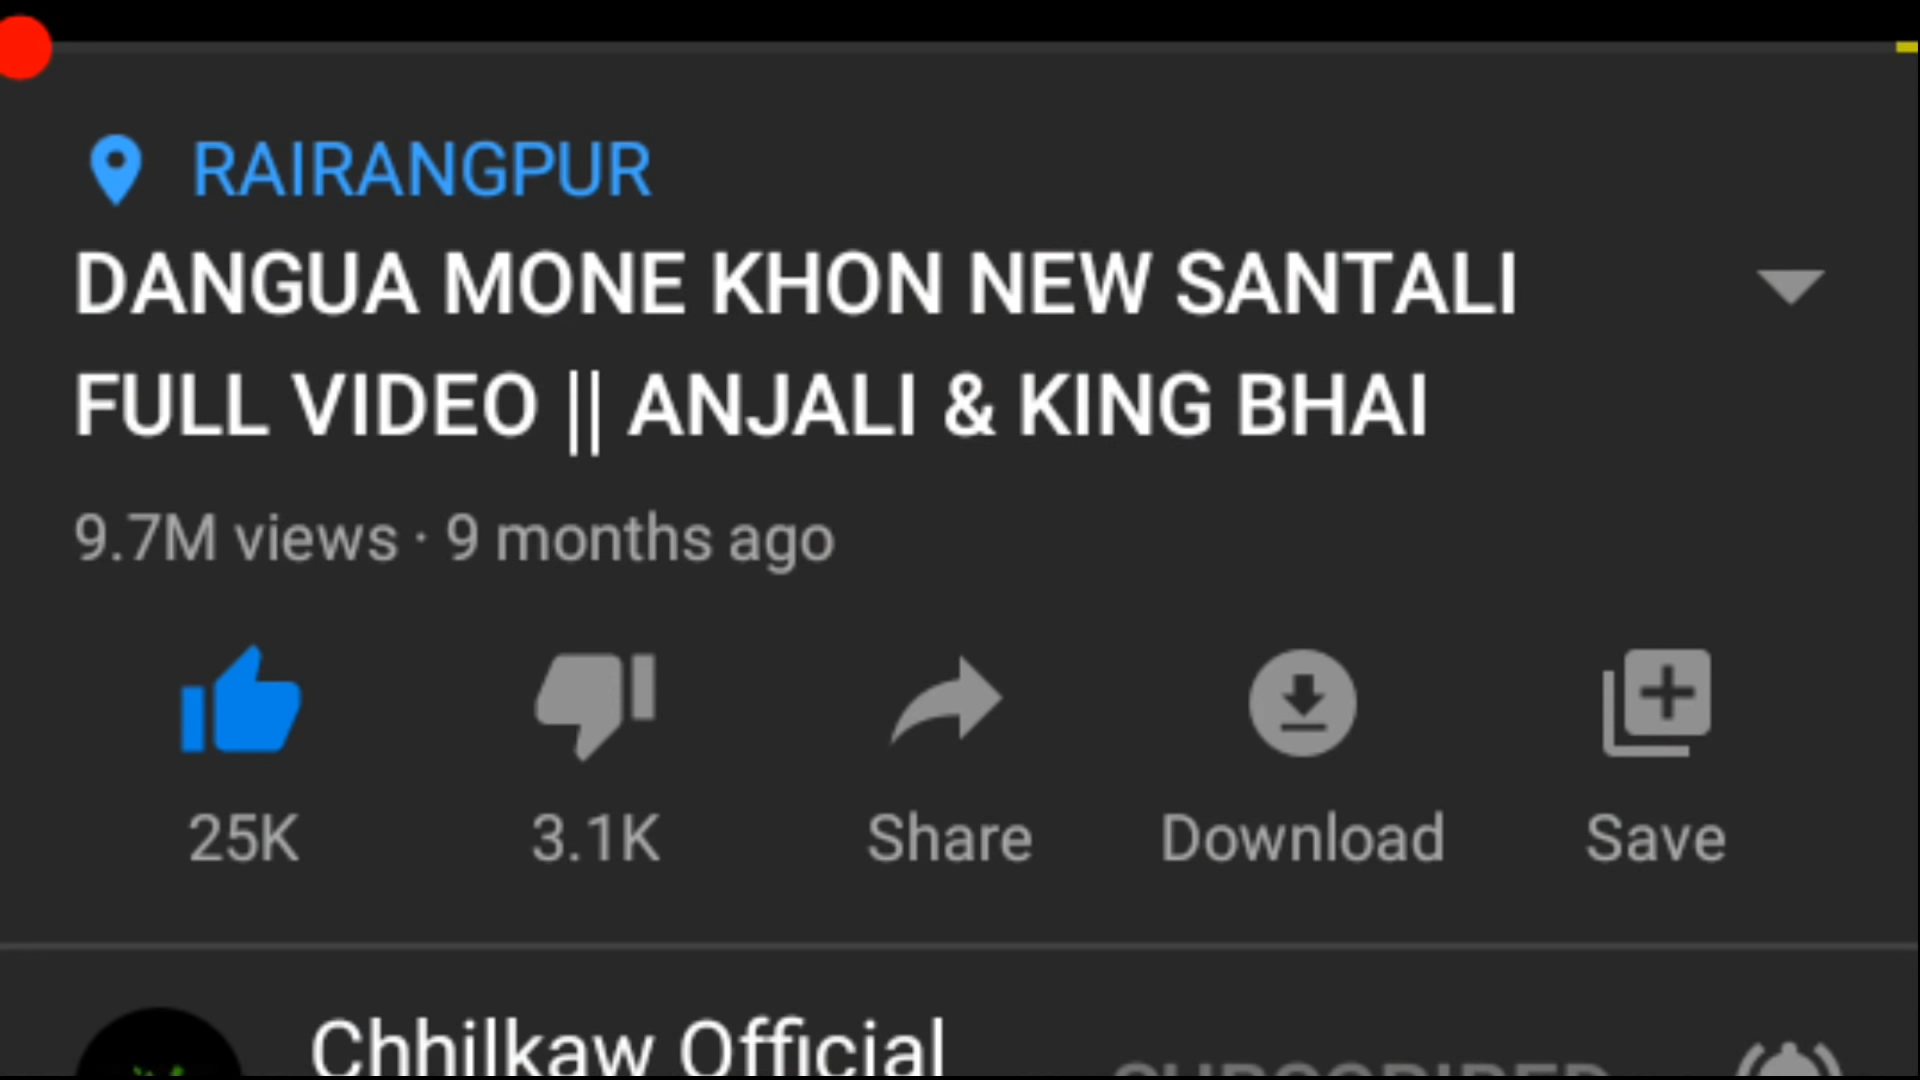 RAIRANGPUR
DANGUA MONE KHON NEW SANTALI
FULL VIDEO || ANJALI & KING BHAI
9.7M views · 9 months ago
25K 3.1K Share Download Save
Chhilkaw Official
SUBSCRIBED